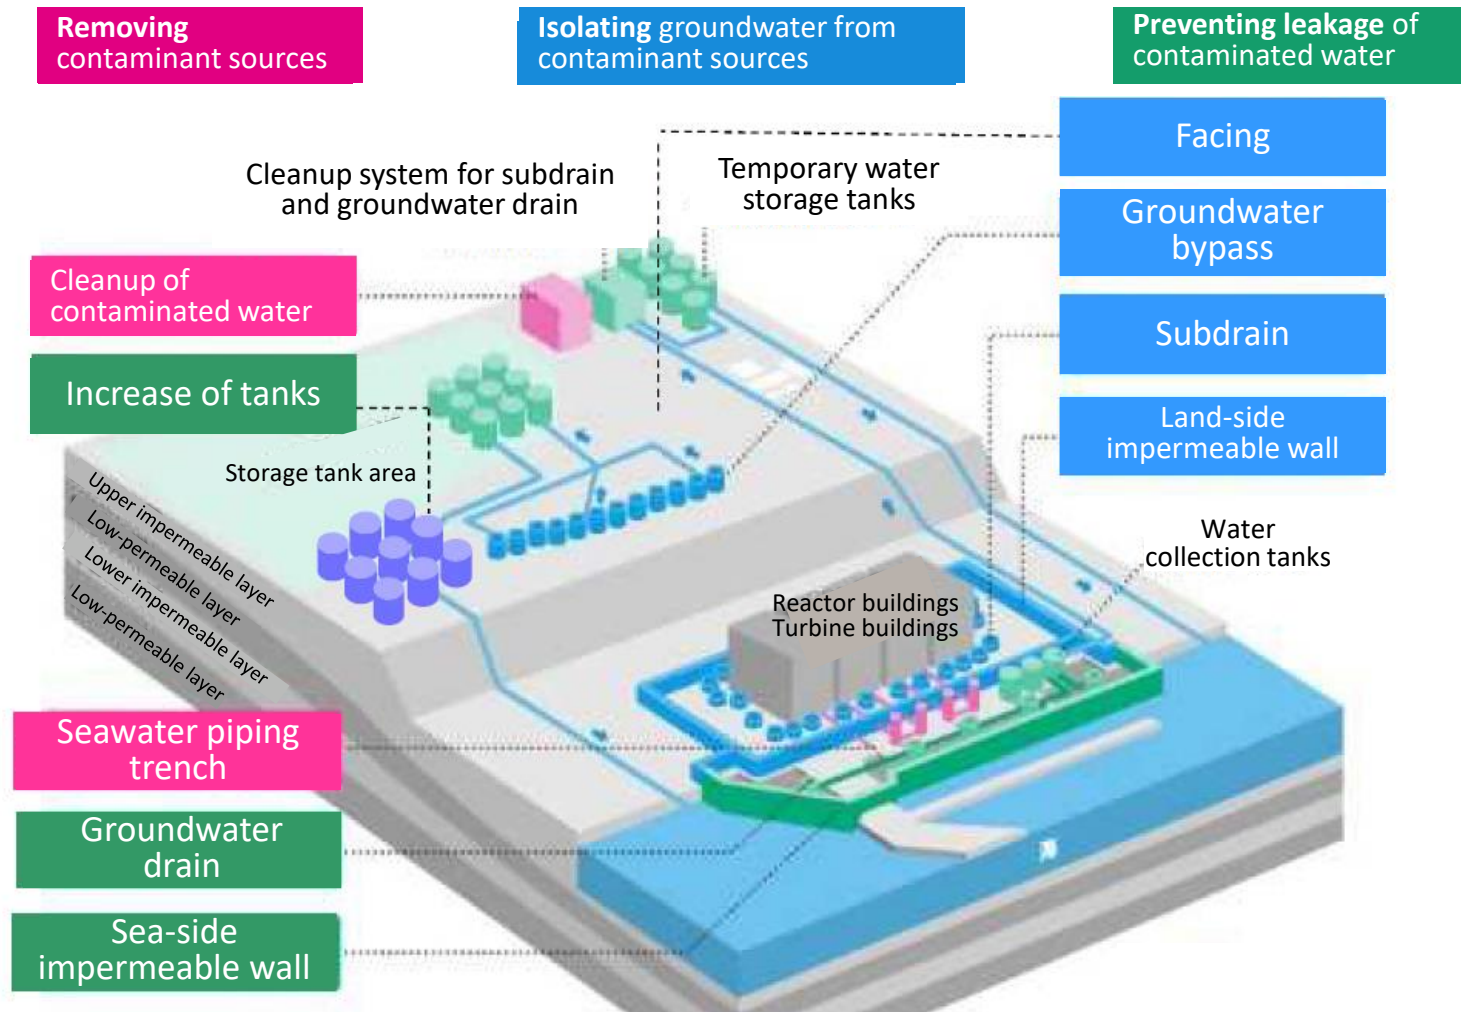 Removing
contaminant sources
Isolating groundwater from
contaminant sources
Preventing leakage of
contaminated water
Facing
Cleanup system for subdrain
and groundwater drain
Temporary water
storage tanks
Groundwater
bypass
Cleanup of
contaminated water
Subdrain
Increase of tanks
Land-side
impermeable wall
Storage tank area
Upper impermeable layer
Low-permeable layer
Lower impermeable layer
Low-permeable layer
Water
collection tanks
Reactor buildings
Turbine buildings
Seawater piping
trench
Groundwater
drain
Sea-side
impermeable wall